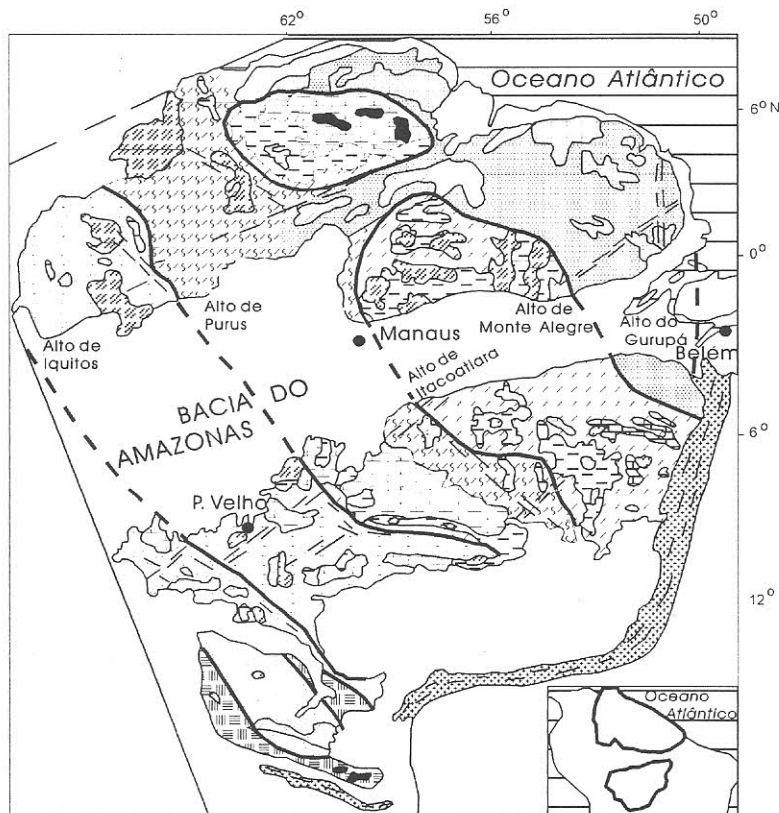 62° 56° 50°
Oceano Atlântico
6° N
0°
Alto de
Purus
Alto de
Iquitos
Manaus
Alto de
Monte Alegre
Alto do
Gurupá
Belém
Alto de
Itacoatiara
BACIA DO
AMAZONAS
6°
P. Velho
12°
Oceano
Atlântico